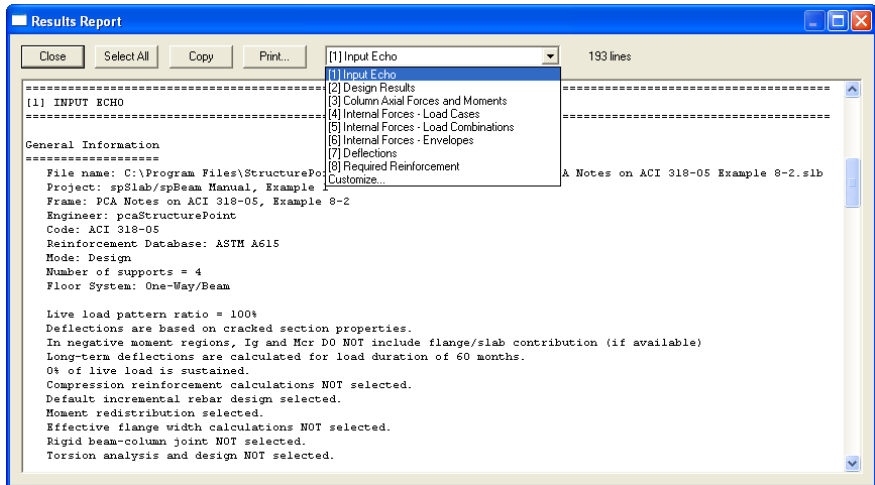 Results Report
Close Select All Copy Print... [1] Input Echo 193 lines
[1] Input Echo
[2] Design Results
[3] Column Axial Forces and Moments
[4] Internal Forces - Load Cases
[5] Internal Forces - Load Combinations
[6] Internal Forces - Envelopes
[7] Deflections
[8] Required Reinforcement
Customize...
[1] INPUT ECHO
General Information
File name: C:\Program Files\StructurePo A Notes on ACI 318-05 Example 8-2.slb
Project: spSlab/spBeam Manual, Example 1
Frame: PCA Notes on ACI 318-05, Example 8-2
Engineer: pcaStructurePoint
Code: ACI 318-05
Reinforcement Database: ASTM A615
Mode: Design
Number of supports = 4
Floor System: One-Way/Beam
Live load pattern ratio = 100%
Deflections are based on cracked section properties.
In negative moment regions, Ig and Mcr DO NOT include flange/slab contribution (if available)
Long-term deflections are calculated for load duration of 60 months.
0% of live load is sustained.
Compression reinforcement calculations NOT selected.
Default incremental rebar design selected.
Moment redistribution selected.
Effective flange width calculations NOT selected.
Rigid beam-column joint NOT selected.
Torsion analysis and design NOT selected.